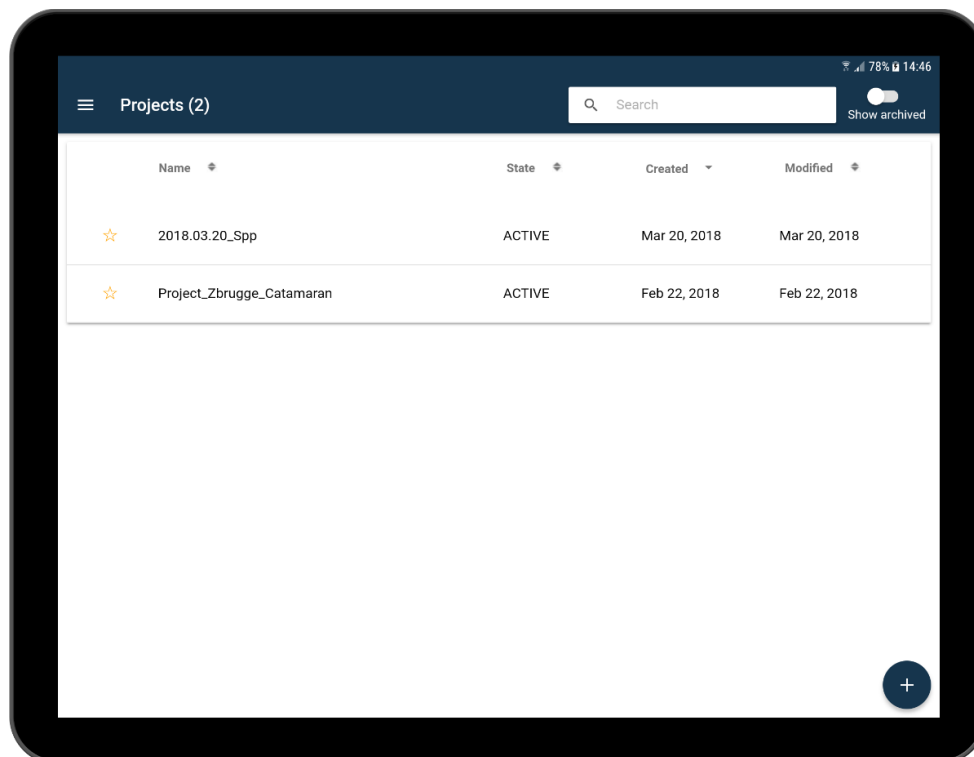 78% 14:46
Projects (2)
Search
Show archived
Name State Created Modified
2018.03.20_Spp ACTIVE Mar 20, 2018 Mar 20, 2018
Project_Zbrugge_Catamaran ACTIVE Feb 22, 2018 Feb 22, 2018